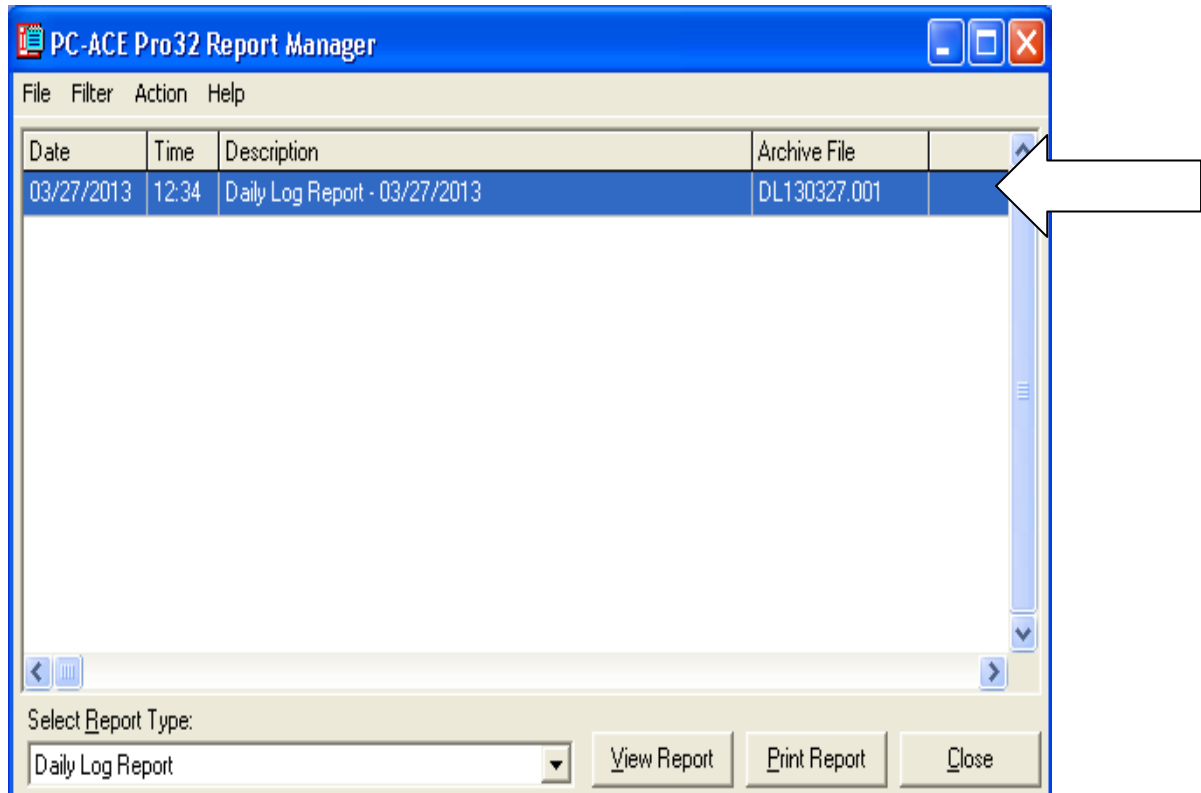 PC-ACE Pro32 Report Manager
File Filter Action Help
Date Time Description Archive File
03/27/2013 12:34 Daily Log Report - 03/27/2013 DL130327.001
Select Report Type:
Daily Log Report View Report Print Report Close